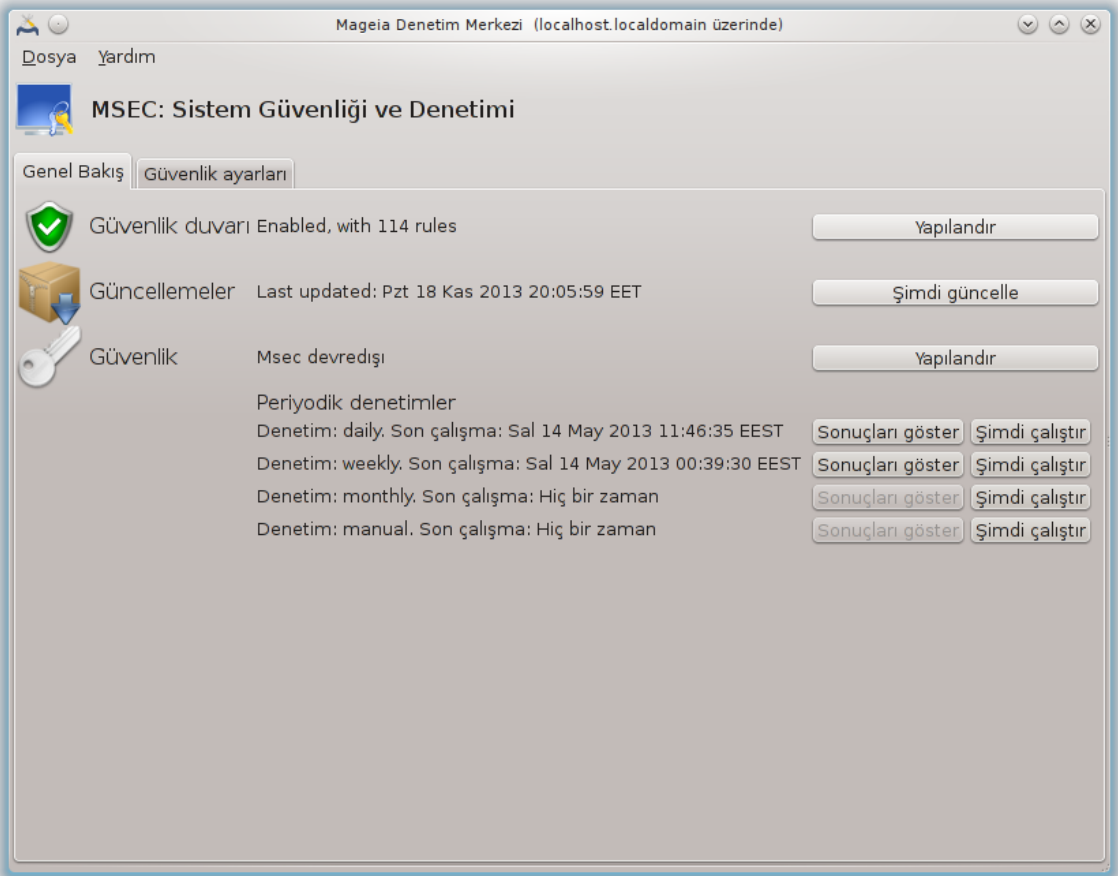 Mageia Denetim Merkezi (localhost.localdomain üzerinde)
Dosya Yardım
MSEC: Sistem Güvenliği ve Denetimi
Genel Bakış Güvenlik ayarları
Güvenlik duvarı Enabled, with 114 rules Yapılandır
Güncellemeler Last updated: Pzt 18 Kas 2013 20:05:59 EET Şimdi güncelle
Güvenlik Msec devredışı Yapılandır
Periyodik denetimler
Denetim: daily. Son çalışma: Sal 14 May 2013 11:46:35 EEST Sonuçları göster Şimdi çalıştır
Denetim: weekly. Son çalışma: Sal 14 May 2013 00:39:30 EEST Sonuçları göster Şimdi çalıştır
Denetim: monthly. Son çalışma: Hiç bir zaman Sonuçları göster Şimdi çalıştır
Denetim: manual. Son çalışma: Hiç bir zaman Sonuçları göster Şimdi çalıştır